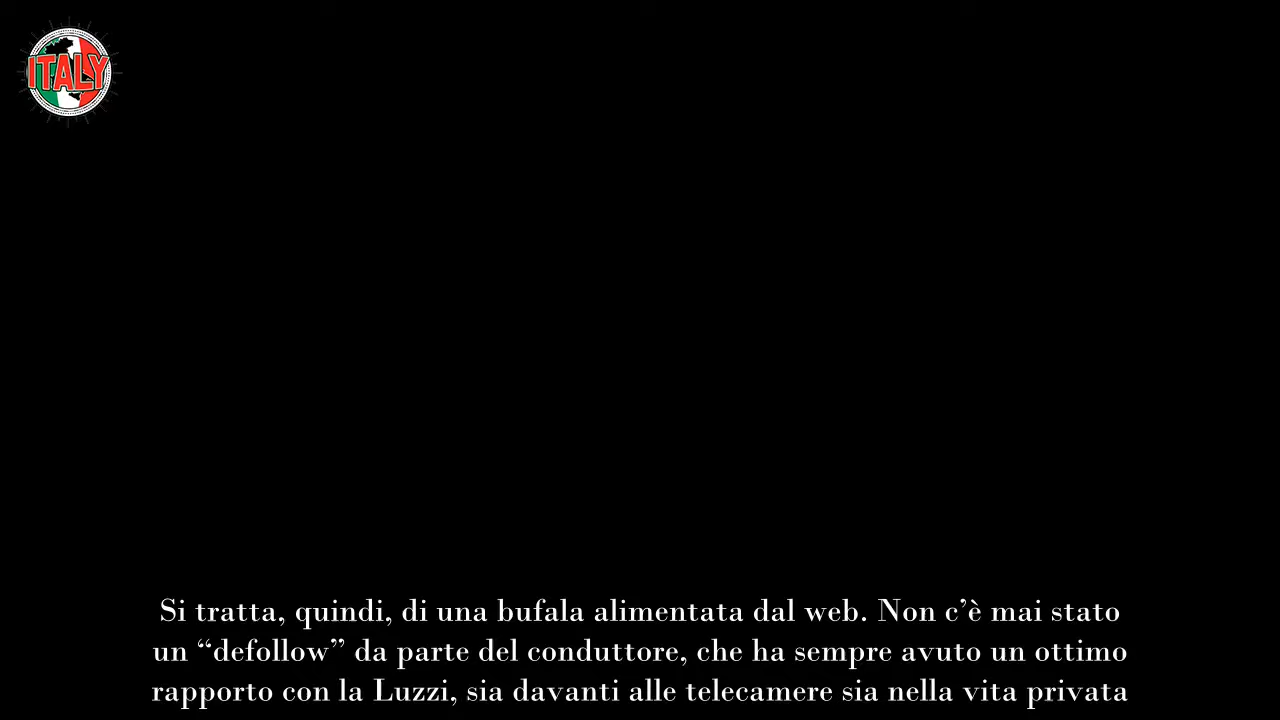 ITALY
Si tratta, quindi, di una bufala alimentata dal web. Non c’è mai stato
un “defollow” da parte del conduttore, che ha sempre avuto un ottimo
rapporto con la Luzzi, sia davanti alle telecamere sia nella vita privata